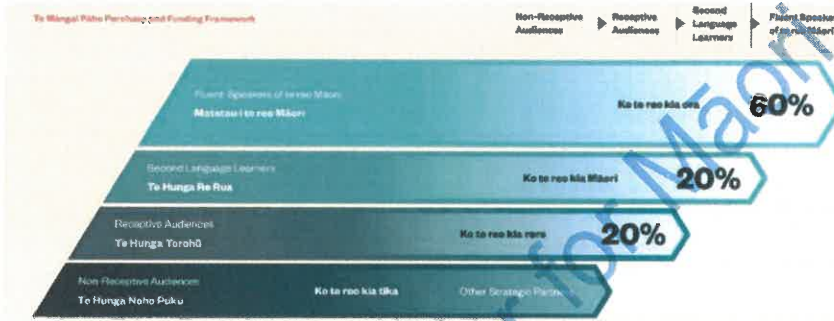 Te Māngai Pāho Purchase and Funding Framework
Non-Receptive
Audiences
Receptive
Audiences
Second
Language
Learners
Fluent Speakers
of te reo Māori
Fluent Speakers of te reo Māori
Matatau i te reo Māori
Ko te reo kia ora
60%
Second Language Learners
Te Hunga Reo Rua
Ko te reo kia Māori
20%
Receptive Audiences
Te Hunga Torohū
Ko te reo kia rere
20%
Non Receptive Audiences
Te Hunga Noho Puku
Ko te reo kia tika
Other Strategic Partners
for Māori